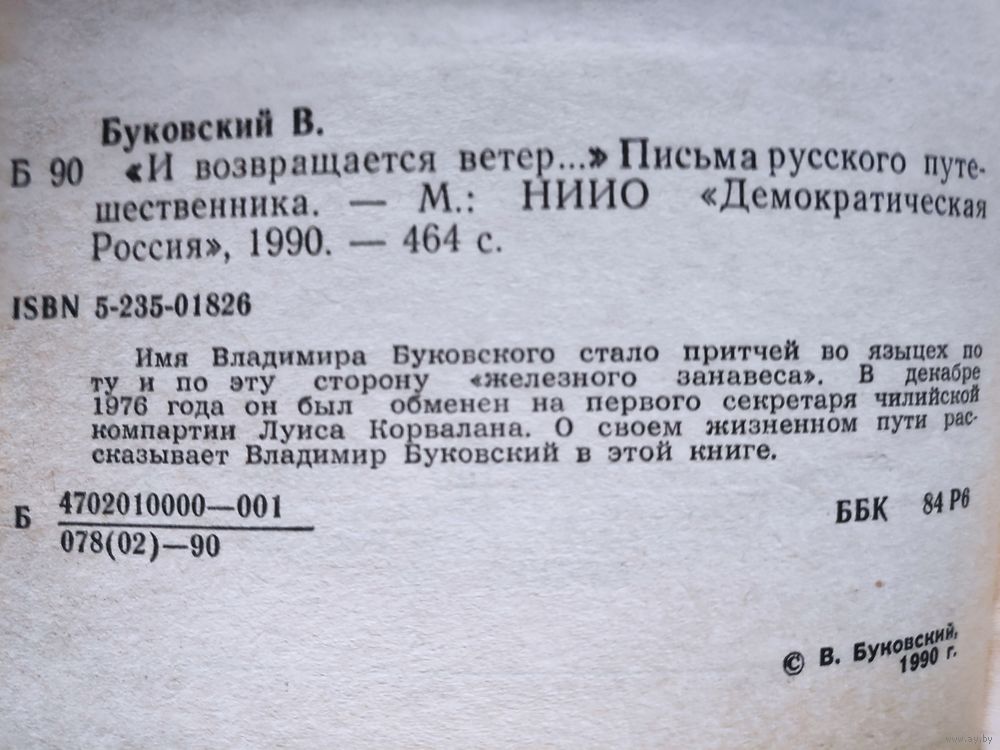 Буковский В.
Б 90 «И возвращается ветер...» Письма русского путе-
шественника. — М.: НИИО «Демократическая
Россия», 1990. — 464 с.
ISBN 5-235-01826
Имя Владимира Буковского стало притчей во языцех по
ту и по эту сторону «железного занавеса». В декабре
1976 года он был обменен на первого секретаря чилийской
компартии Луиса Корвалана. О своем жизненном пути рас-
сказывает Владимир Буковский в этой книге.
Б 4702010000—001
078(02)—90
ББК 84 Р6
© В. Буковский,
1990 г.
www.ay.by